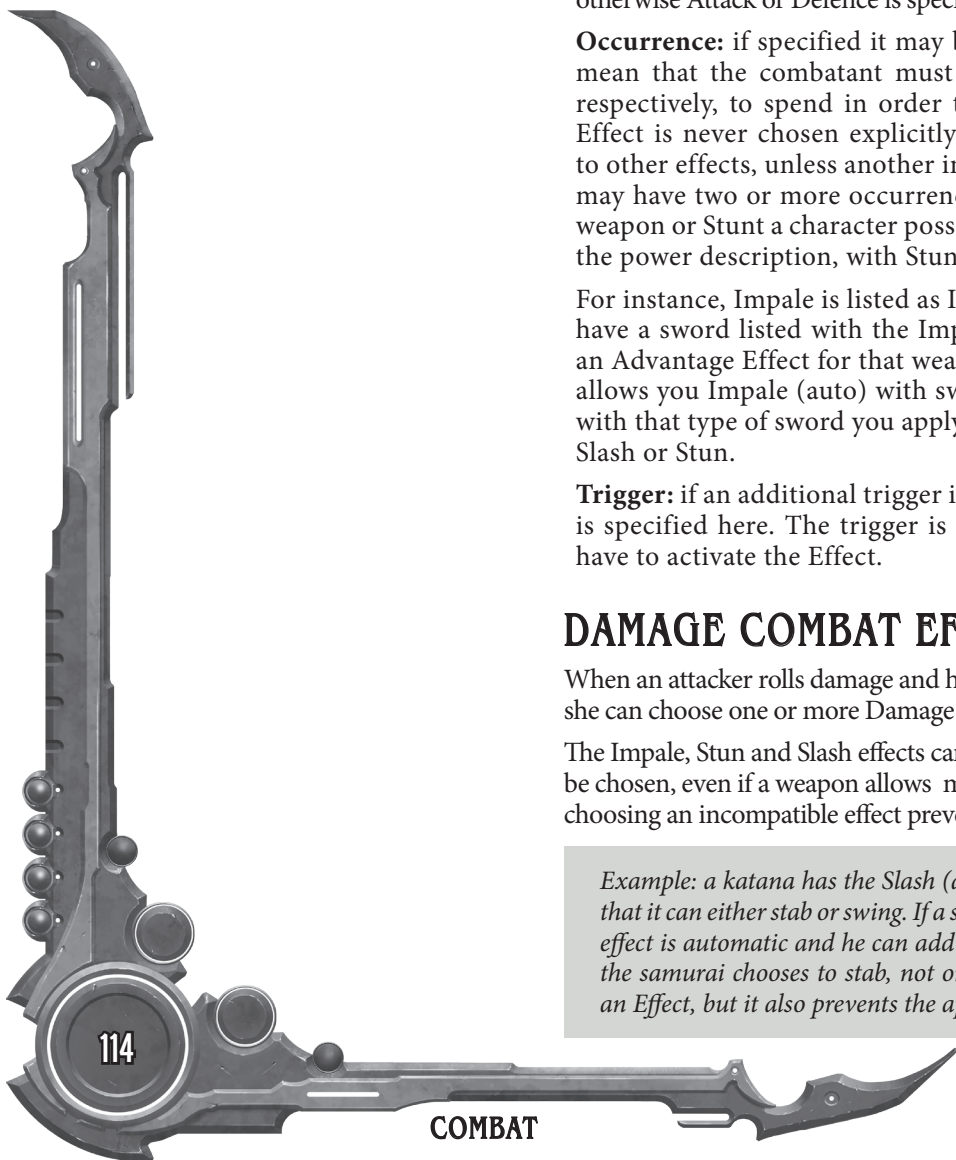 otherwise Attack or Defence is speci
Occurrence: if specified it may b
mean that the combatant must
respectively, to spend in order t
Effect is never chosen explicitly
to other effects, unless another in
may have two or more occurrenc
weapon or Stunt a character poss
the power description, with Stun
For instance, Impale is listed as I
have a sword listed with the Imp
an Advantage Effect for that wea
allows you Impale (auto) with sw
with that type of sword you apply
Slash or Stun.
Trigger: if an additional trigger i
is specified here. The trigger is
have to activate the Effect.
DAMAGE COMBAT EF
When an attacker rolls damage and h
she can choose one or more Damage
The Impale, Stun and Slash effects can
be chosen, even if a weapon allows m
choosing an incompatible effect preve
Example: a katana has the Slash (a
that it can either stab or swing. If a s
effect is automatic and he can add
the samurai chooses to stab, not o
an Effect, but it also prevents the a
114
COMBAT